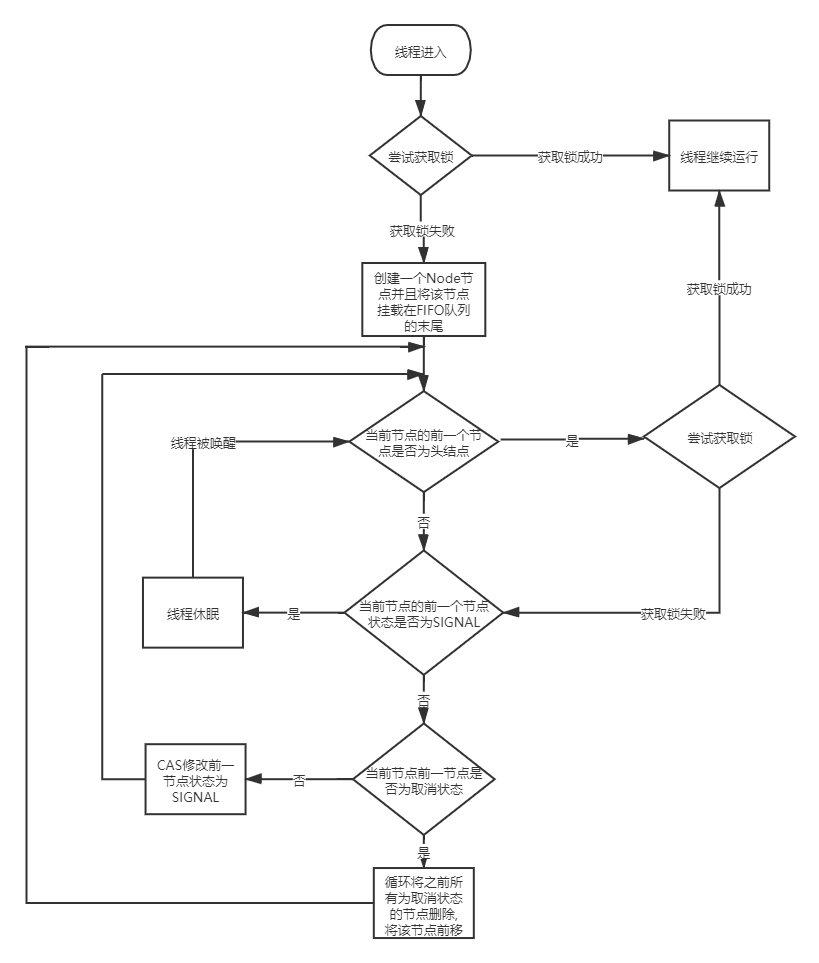 线程进入
尝试获取锁
获取锁成功
线程继续运行
获取锁失败
创建一个Node节
点并且将该节点
挂载在FIFO队列
的末尾
获取锁成功
当前节点的前一个节
点是否为头结点
线程被唤醒
是
尝试获取锁
否
当前节点的前一个节点
状态是否为SIGNAL
是
线程休眠
获取锁失败
否
当前节点前一节点是
否为取消状态
否
CAS修改前一
节点状态为
SIGNAL
是
循环将之前所
有为取消状态
的节点删除,
将该节点前移